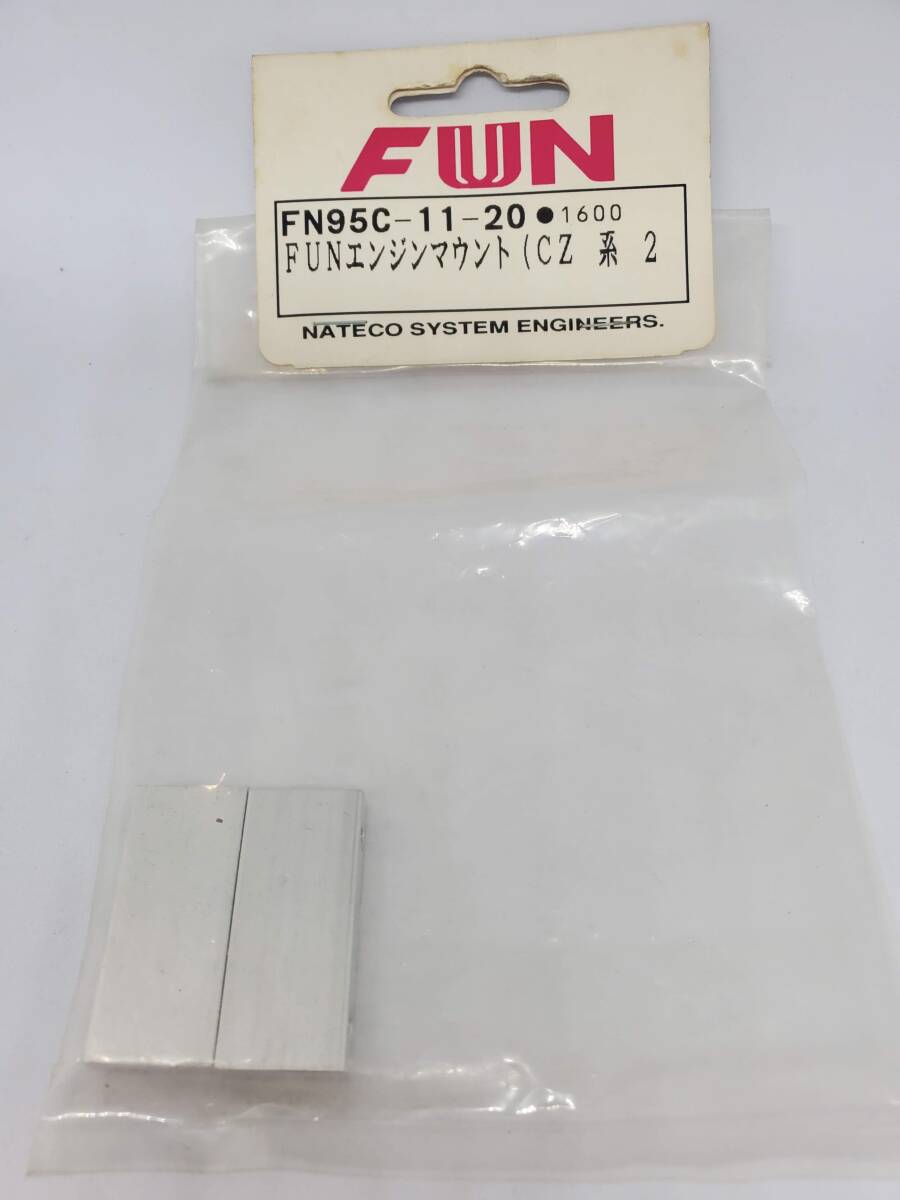 FUN
FN95C-11-20●1600
FUNエンジンマウント(CZ 系 2
NATECO SYSTEM ENGINEERS.